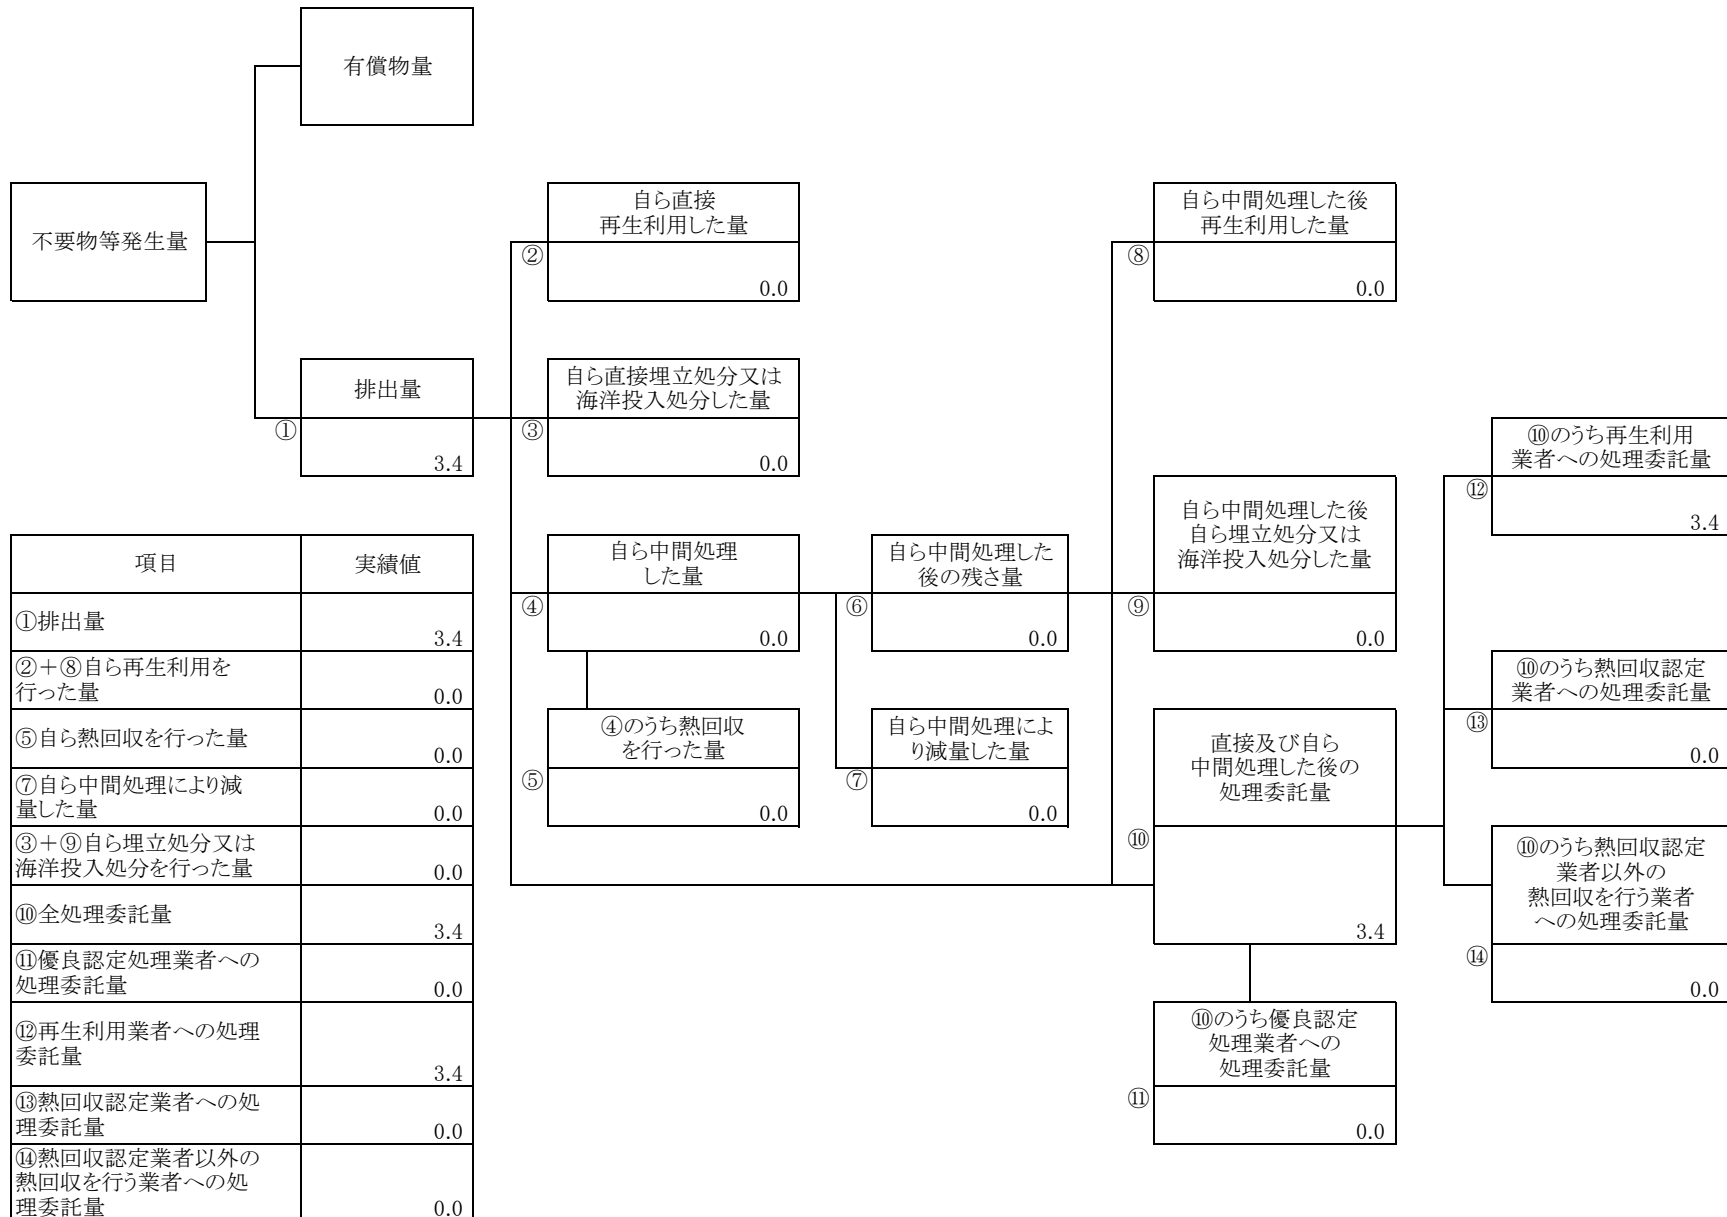 有償物量
不要物等発生量
自ら直接
再生利用した量
②
0.0
自ら中間処理した後
再生利用した量
⑧
0.0
排出量
①
3.4
自ら直接埋立処分又は
海洋投入処分した量
③
0.0
⑩のうち再生利用
業者への処理委託量
⑫
3.4
自ら中間処理
した量
④
0.0
自ら中間処理した
後の残さ量
⑥
0.0
自ら中間処理した後
自ら埋立処分又は
海洋投入処分した量
⑨
0.0
④のうち熱回収
を行った量
⑤
0.0
自ら中間処理によ
り減量した量
⑦
0.0
直接及び自ら
中間処理した後の
処理委託量
⑩
3.4
⑩のうち熱回収認定
業者への処理委託量
⑬
0.0
⑩のうち熱回収認定
業者以外の
熱回収を行う業者
への処理委託量
⑭
0.0
⑩のうち優良認定
処理業者への
処理委託量
⑪
0.0
項目 実績値
①排出量
3.4
②+⑧自ら再生利用を
行った量
0.0
⑤自ら熱回収を行った量
0.0
⑦自ら中間処理により減
量した量
0.0
③+⑨自ら埋立処分又は
海洋投入処分を行った量
0.0
⑩全処理委託量
3.4
⑪優良認定処理業者への
処理委託量
0.0
⑫再生利用業者への処理
委託量
3.4
⑬熱回収認定業者への処
理委託量
0.0
⑭熱回収認定業者以外の
熱回収を行う業者への処
理委託量
0.0